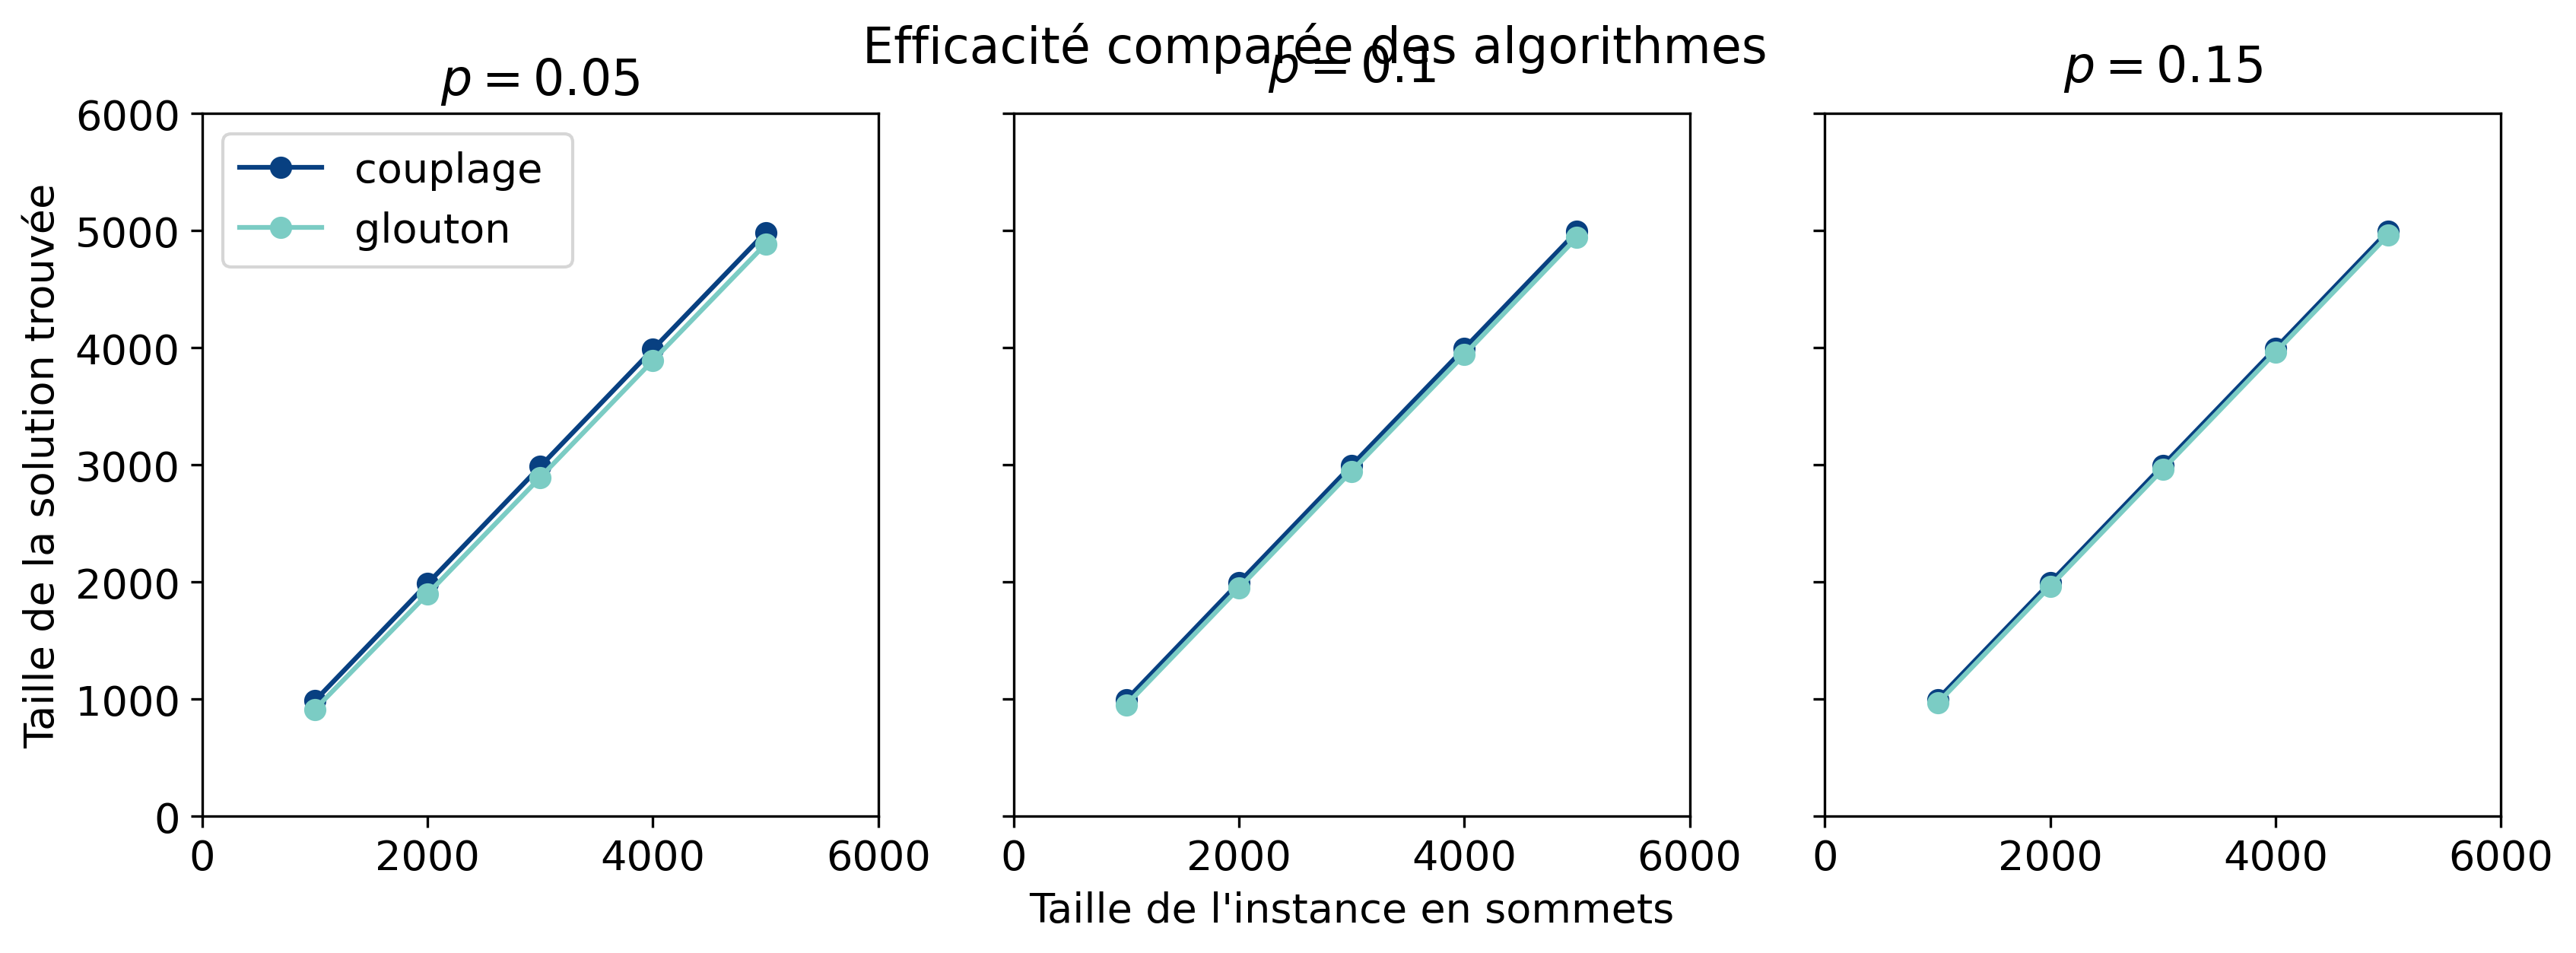 Efficacité comparée des algorithmes
p = 0.05
p = 0.1
p = 0.15
couplage
glouton
Taille de la solution trouvée
6000
5000
4000
3000
2000
1000
0
0 2000 4000 6000
0 2000 4000 6000
0 2000 4000 6000
Taille de l'instance en sommets